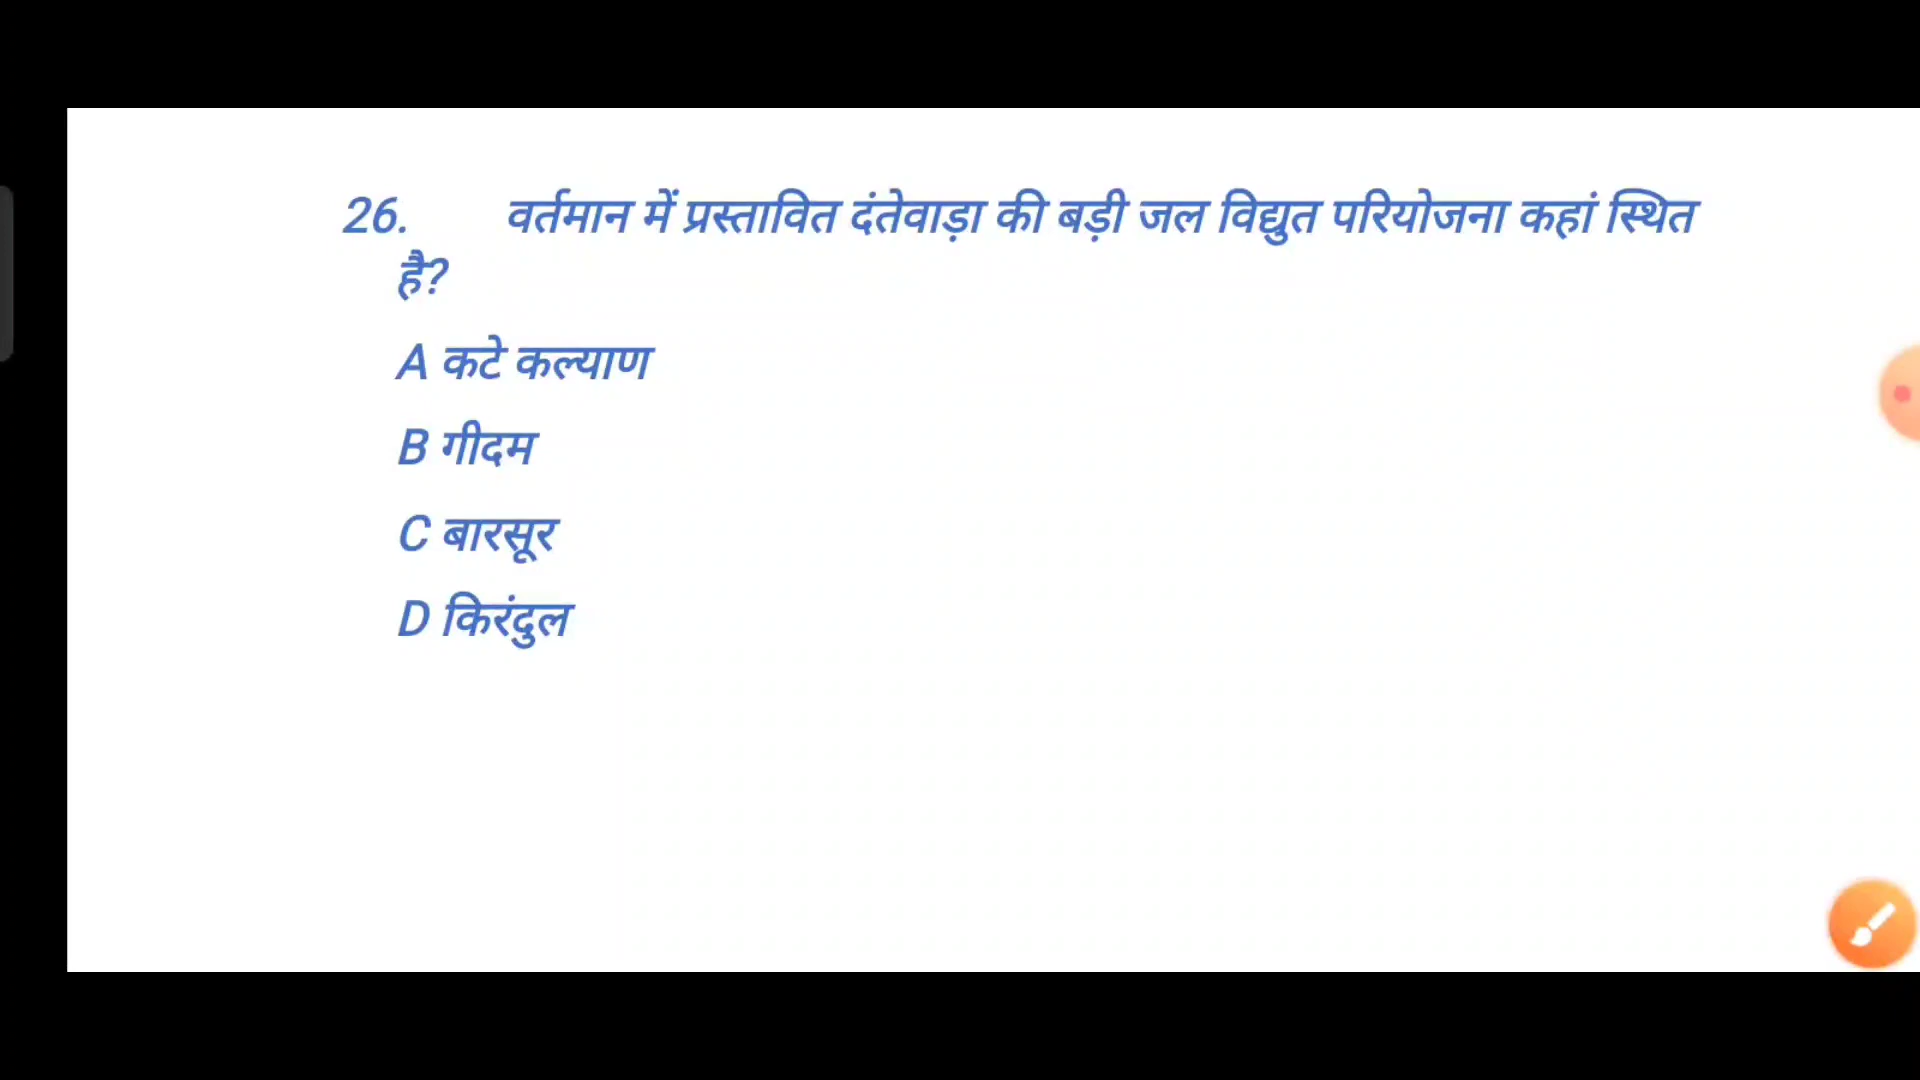 26. वर्तमान में प्रस्तावित दंतेवाड़ा की बड़ी जल विद्युत परियोजना कहां स्थित
है?
A कटे कल्याण
B गीदम
C बारसूर
D किरंदुल